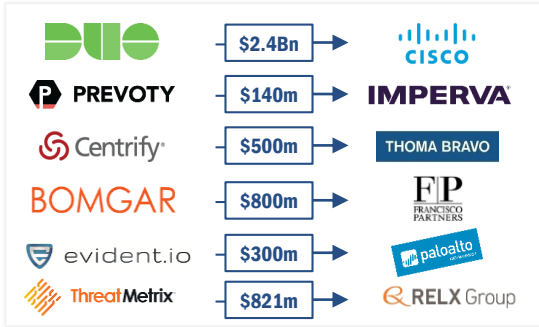 DUO $2.4Bn CISCO
P PREVOTY $140m IMPERVA
Centrify $500m THOMA BRAVO
BOMGAR $800m FP FRANCISCO PARTNERS
evident.io $300m paloalto
ThreatMetrix $821m RELX Group